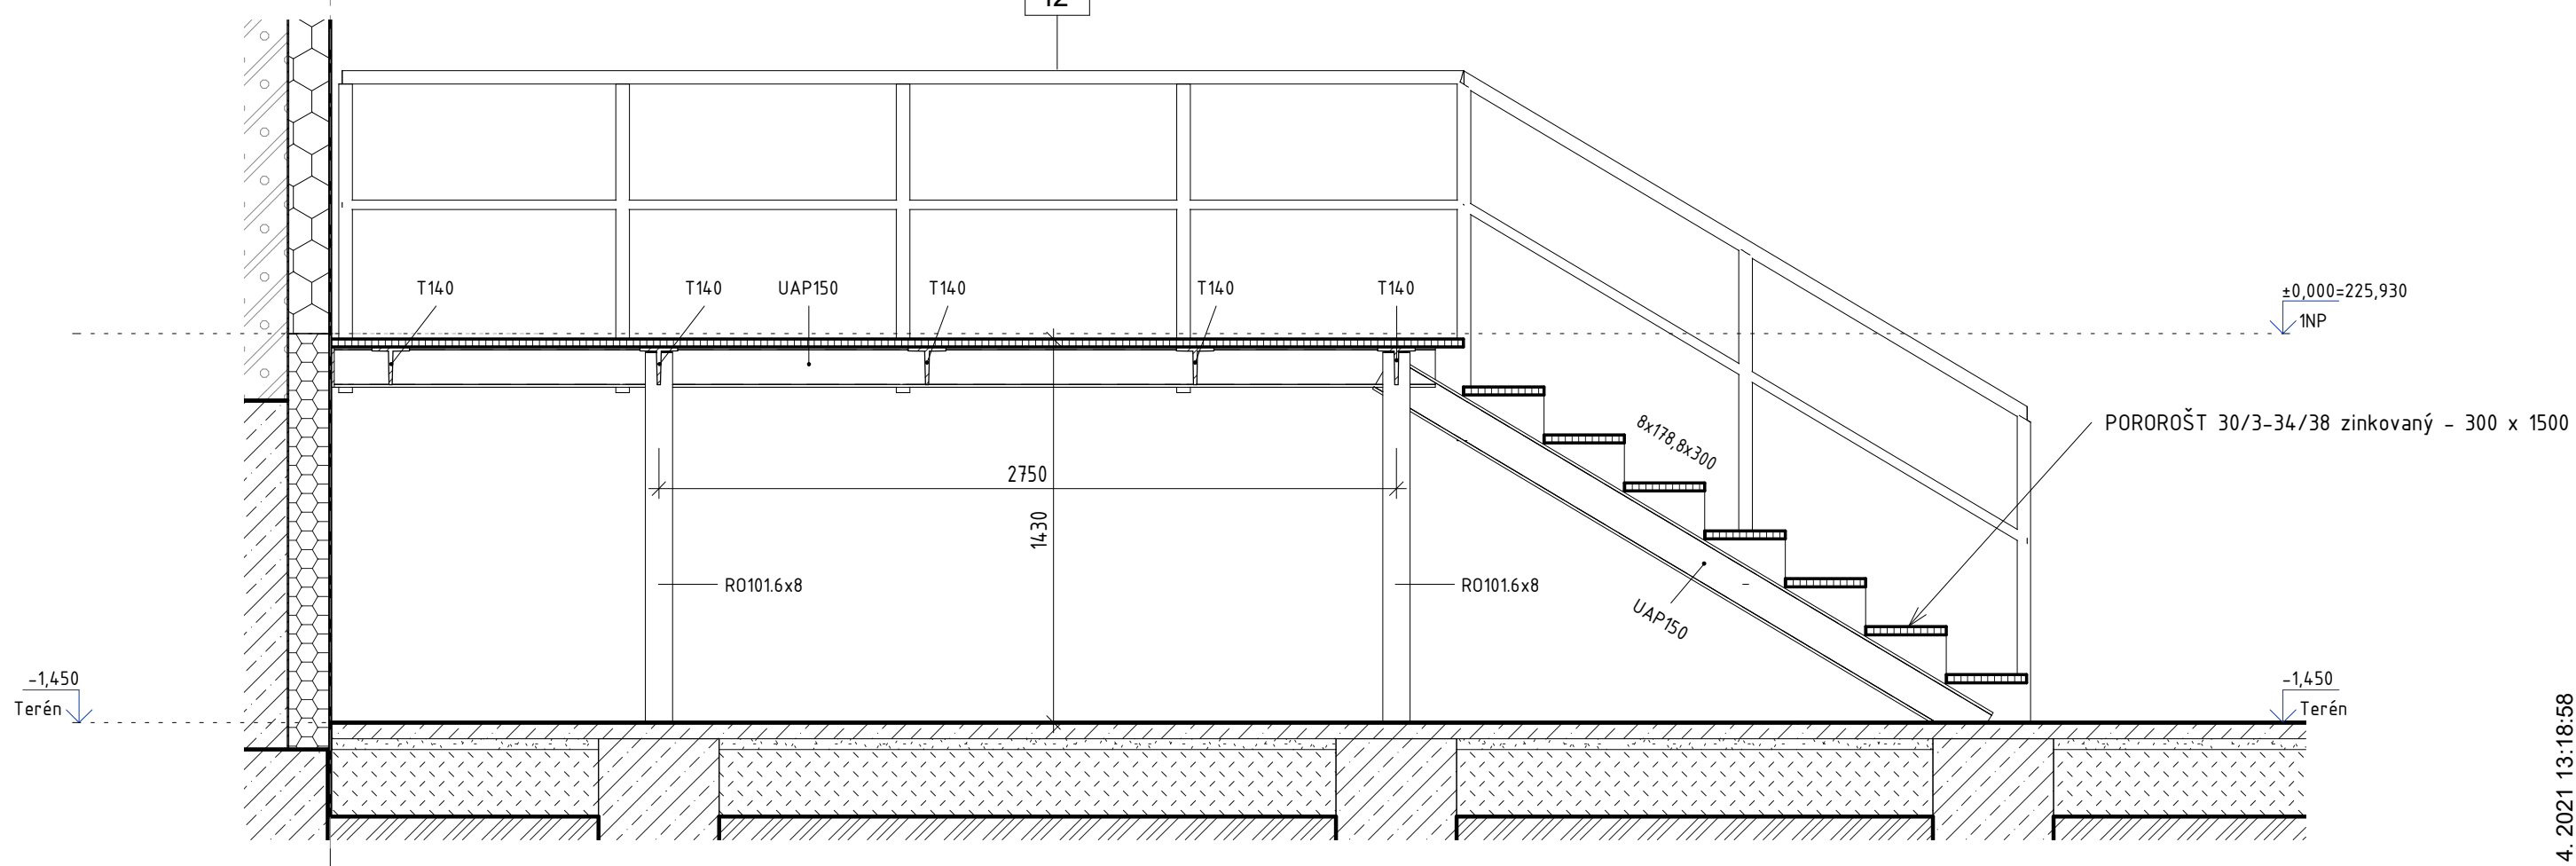 12
T140
T140
UAP150
T140
T140
T140
±0,000=225,930
1NP
8x178,8x300
POROROŠT 30/3-34/38 zinkovaný - 300 x 1500
2750
1430
RO101.6x8
RO101.6x8
UAP150
-1,450
Terén
-1,450
Terén
4. 2021 13:18:58